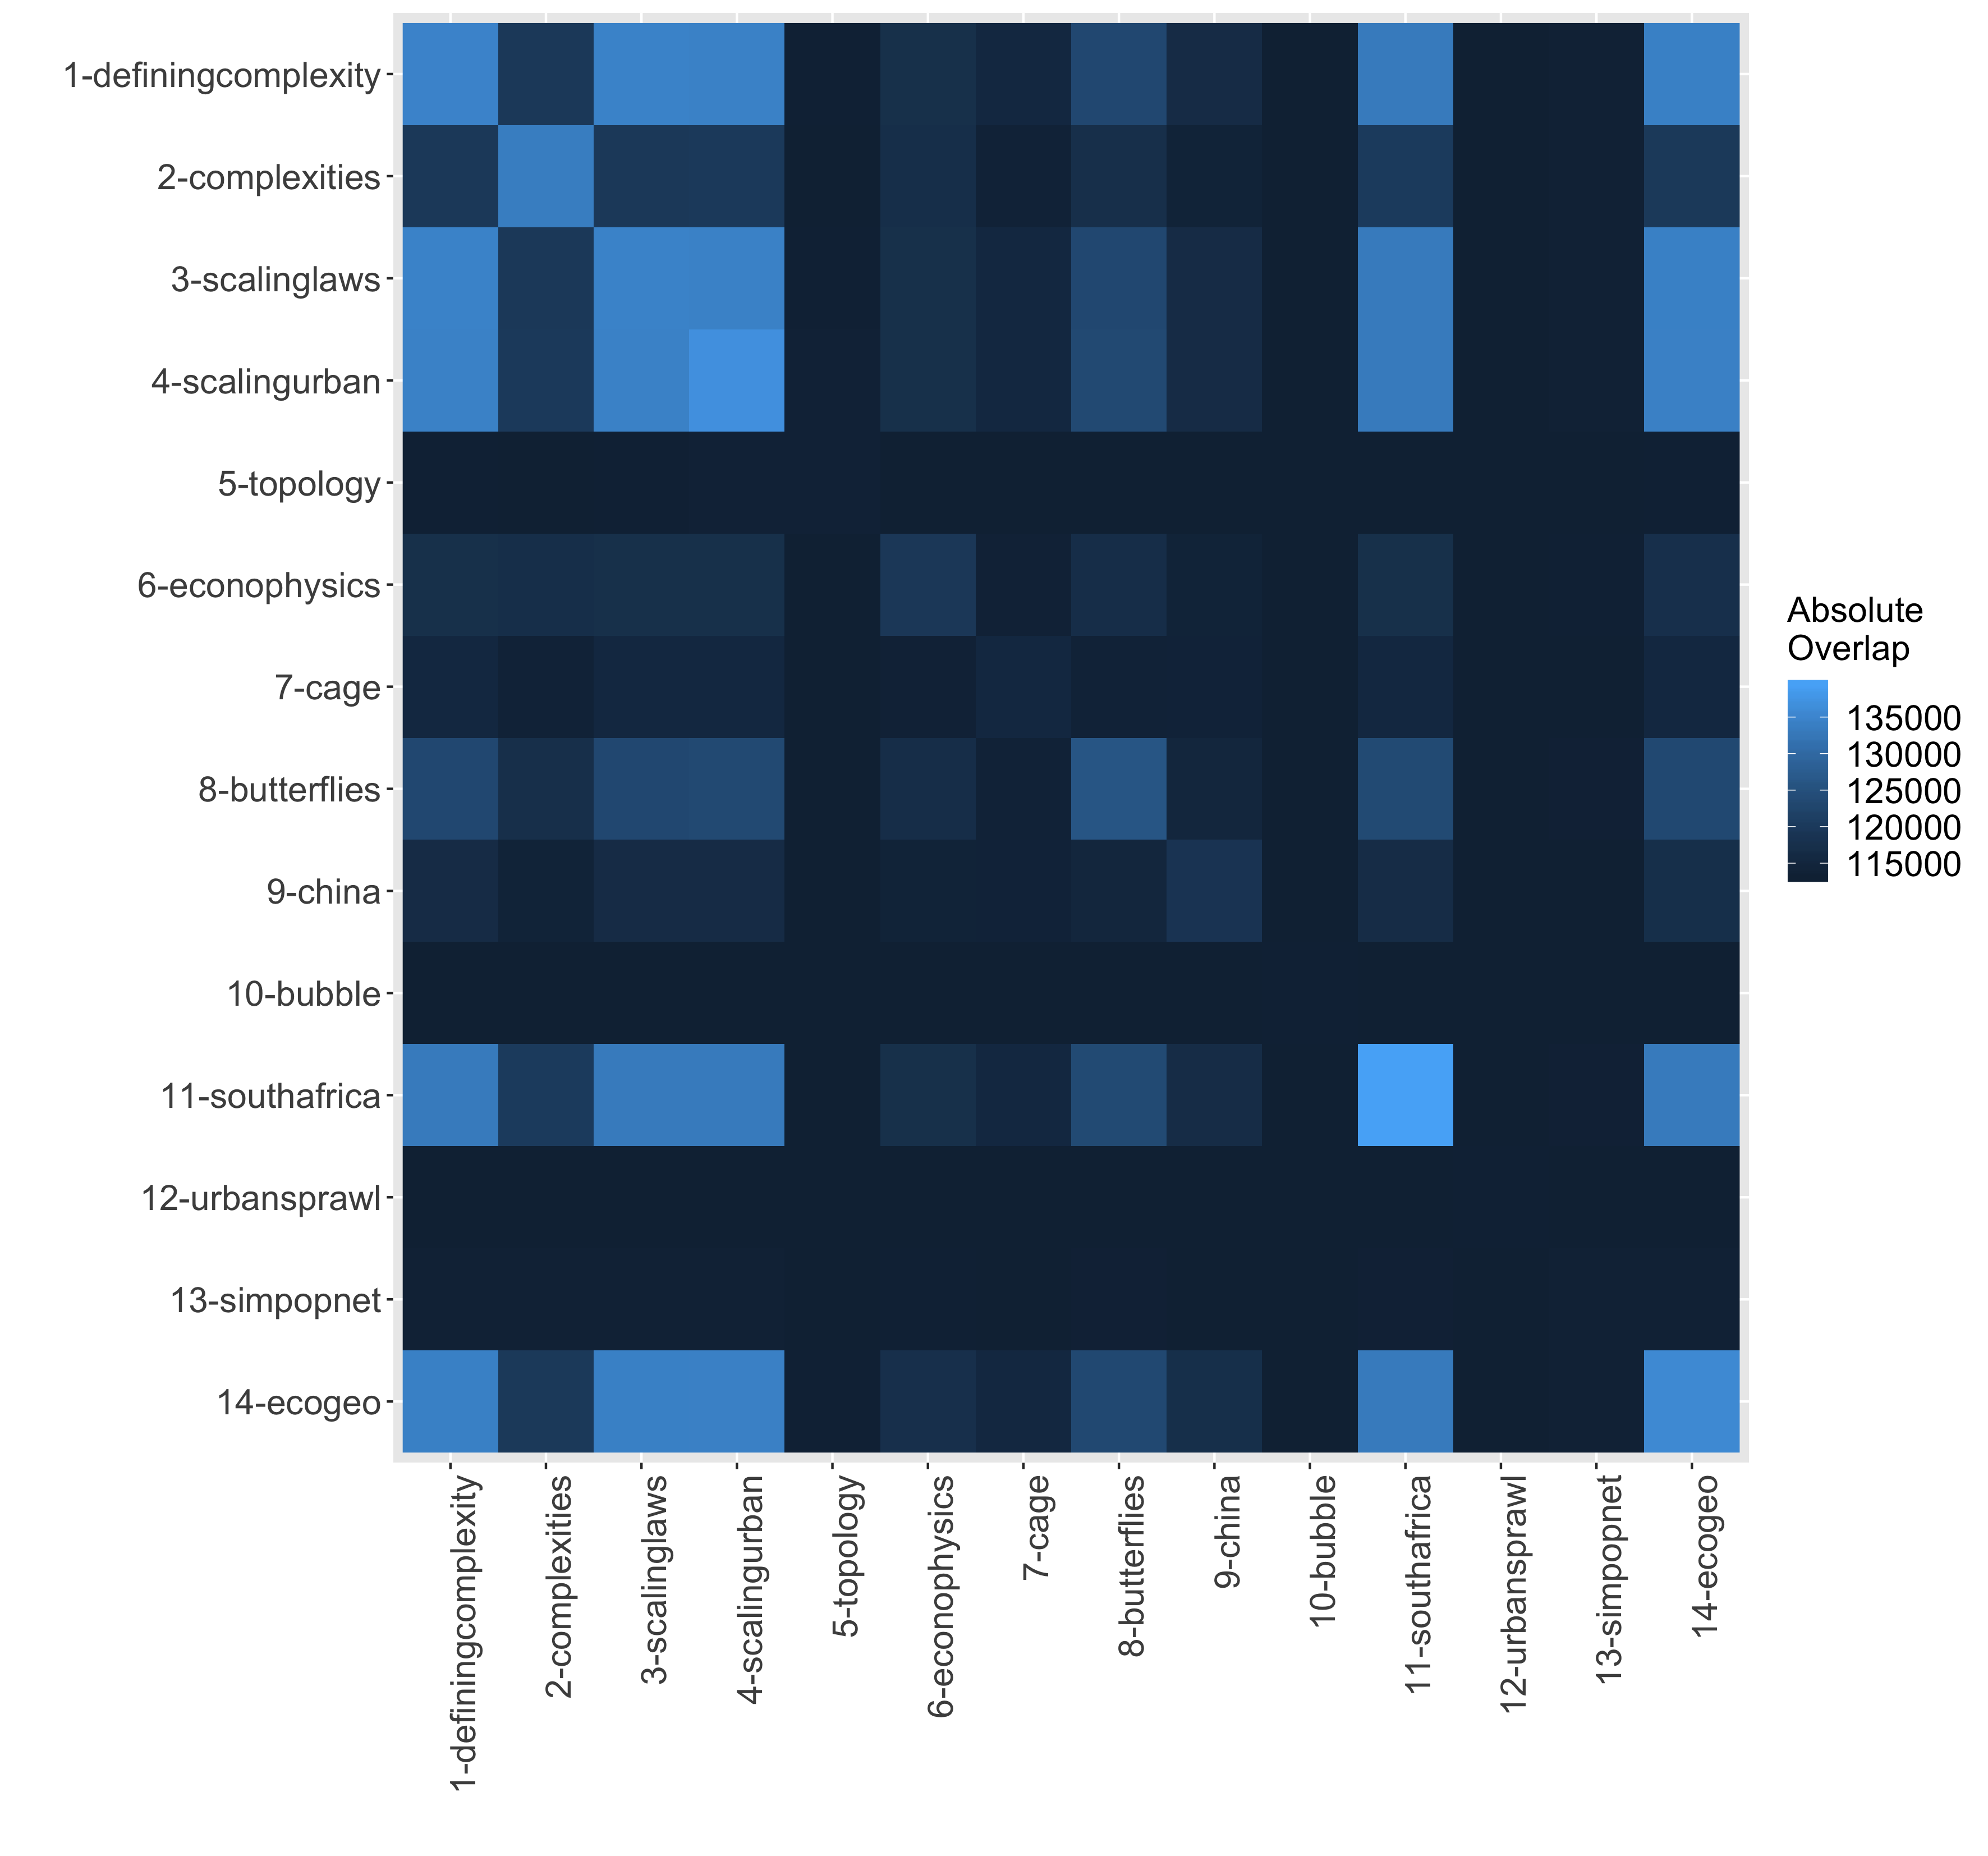 1-definingcomplexity
2-complexities
3-scalinglaws
4-scalingurban
5-topology
6-econophysics
7-cage
8-butterflies
9-china
10-bubble
11-southafrica
12-urbansprawl
13-simpopnet
14-ecogeo
1-definingcomplexity
2-complexities
3-scalinglaws
4-scalingurban
5-topology
6-econophysics
7-cage
8-butterflies
9-china
10-bubble
11-southafrica
12-urbansprawl
13-simpopnet
14-ecogeo
Absolute
Overlap
135000
130000
125000
120000
115000